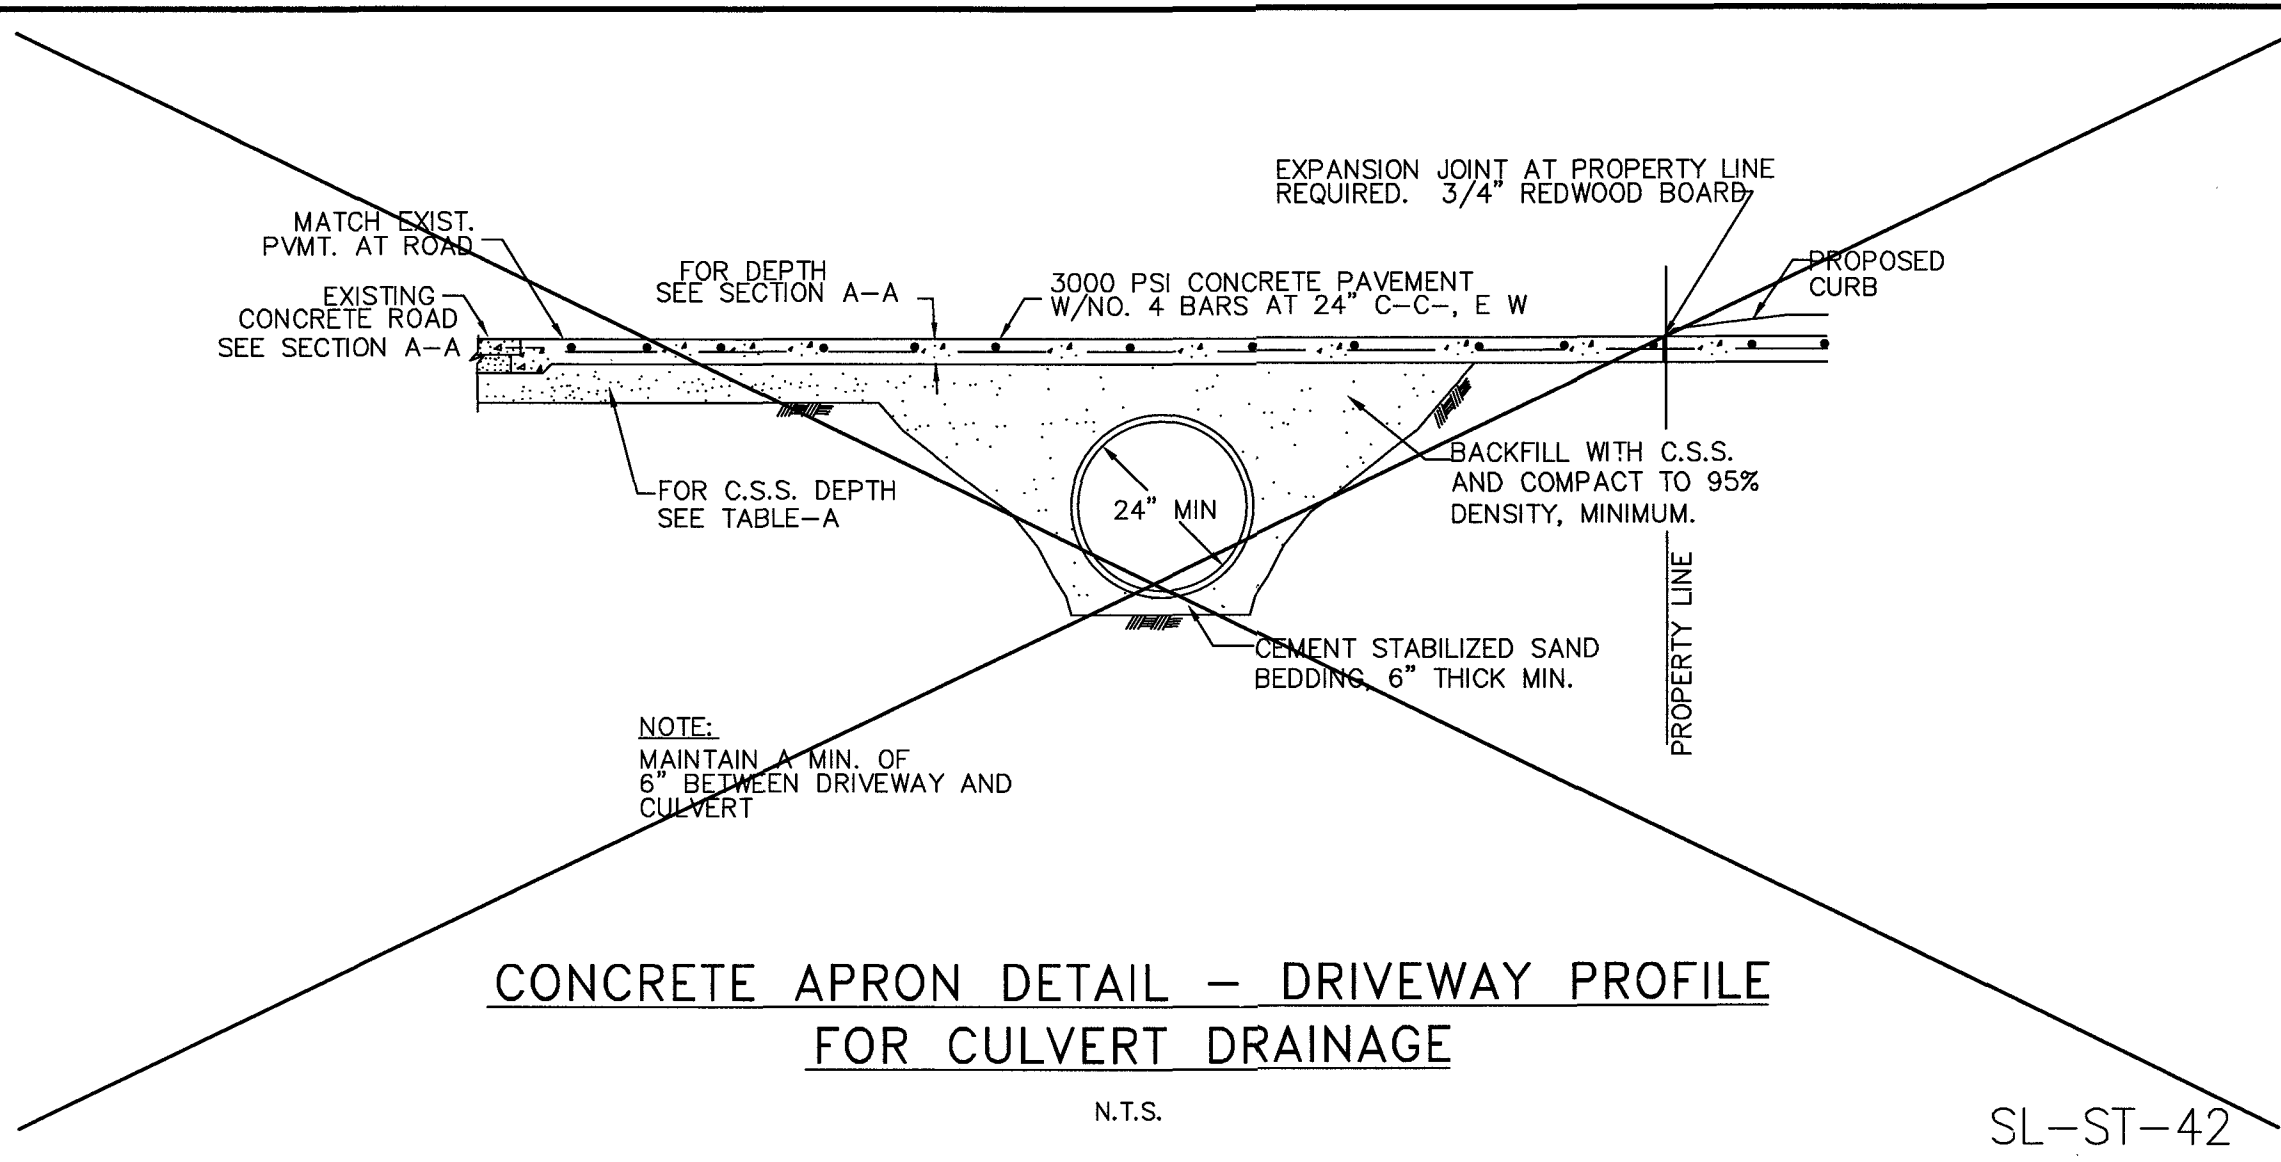 EXPANSION JOINT AT PROPERTY LINE
REQUIRED. 3/4" REDWOOD BOARD
MATCH EXIST.
PVMT. AT ROAD
FOR DEPTH
SEE SECTION A-A
3000 PSI CONCRETE PAVEMENT
W/NO. 4 BARS AT 24" C-C-, E W
PROPOSED
CURB
EXISTING
CONCRETE ROAD
SEE SECTION A-A
BACKFILL WITH C.S.S.
AND COMPACT TO 95%
DENSITY, MINIMUM.
FOR C.S.S. DEPTH
SEE TABLE-A
24" MIN
PROPERTY LINE
CEMENT STABILIZED SAND
BEDDING, 6" THICK MIN.
NOTE:
MAINTAIN A MIN. OF
6" BETWEEN DRIVEWAY AND
CULVERT
CONCRETE APRON DETAIL - DRIVEWAY PROFILE
FOR CULVERT DRAINAGE
N.T.S.
SL-ST-42